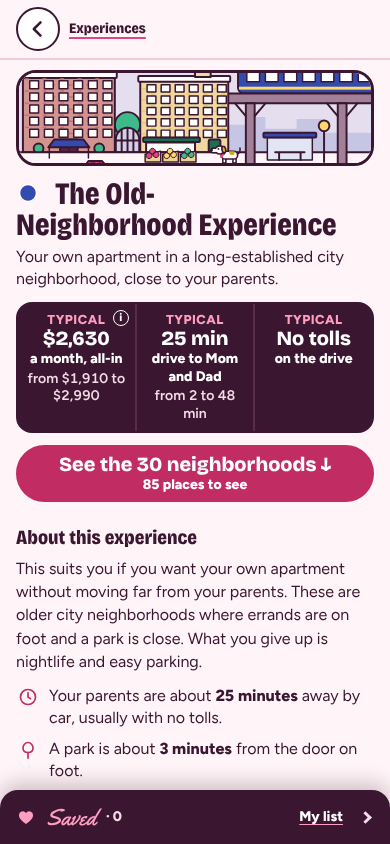 Experiences
The Old-
Neighborhood Experience
Your own apartment in a long-established city
neighborhood, close to your parents.
TYPICAL
$2,630
a month, all-in
from $1,910 to
$2,990
TYPICAL
25 min
drive to Mom
and Dad
from 2 to 48
min
TYPICAL
No tolls
on the drive
See the 30 neighborhoods ↓
85 places to see
About this experience
This suits you if you want your own apartment
without moving far from your parents. These are
older city neighborhoods where errands are on
foot and a park is close. What you give up is
nightlife and easy parking.
Your parents are about 25 minutes away by
car, usually with no tolls.
A park is about 3 minutes from the door on
foot.
Saved · 0
My list